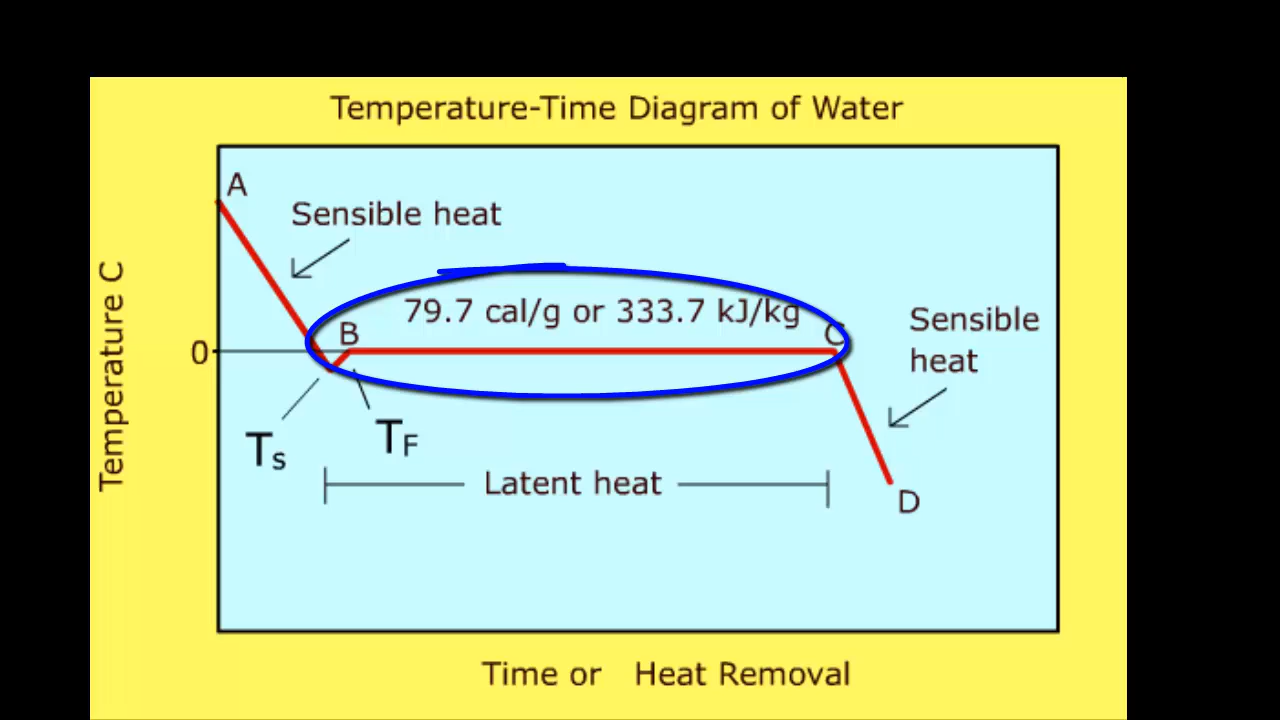 Temperature-Time Diagram of Water
A
Sensible heat
79.7 cal/g or 333.7 kJ/kg
B
C
Sensible
heat
0
Temperature C
Ts
TF
Latent heat
D
Time or Heat Removal